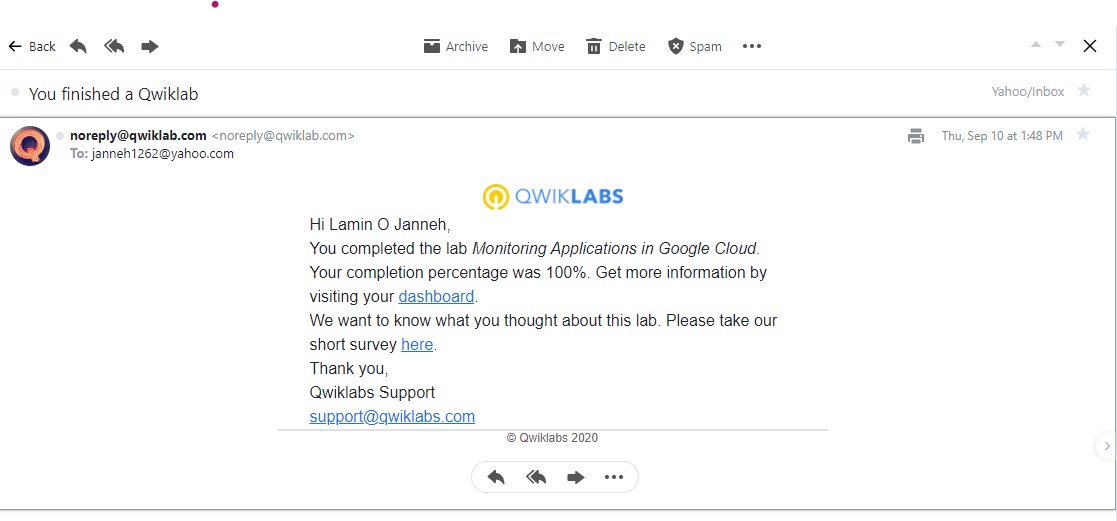 Back Archive Move Delete Spam
You finished a Qwiklab Yahoo/Inbox
noreply@qwiklab.com <noreply@qwiklab.com> Thu, Sep 10 at 1:48 PM
To: janneh1262@yahoo.com
QWIKLABS
Hi Lamin O Janneh,
You completed the lab Monitoring Applications in Google Cloud.
Your completion percentage was 100%. Get more information by
visiting your dashboard.
We want to know what you thought about this lab. Please take our
short survey here.
Thank you,
Qwiklabs Support
support@qwiklabs.com
© Qwiklabs 2020